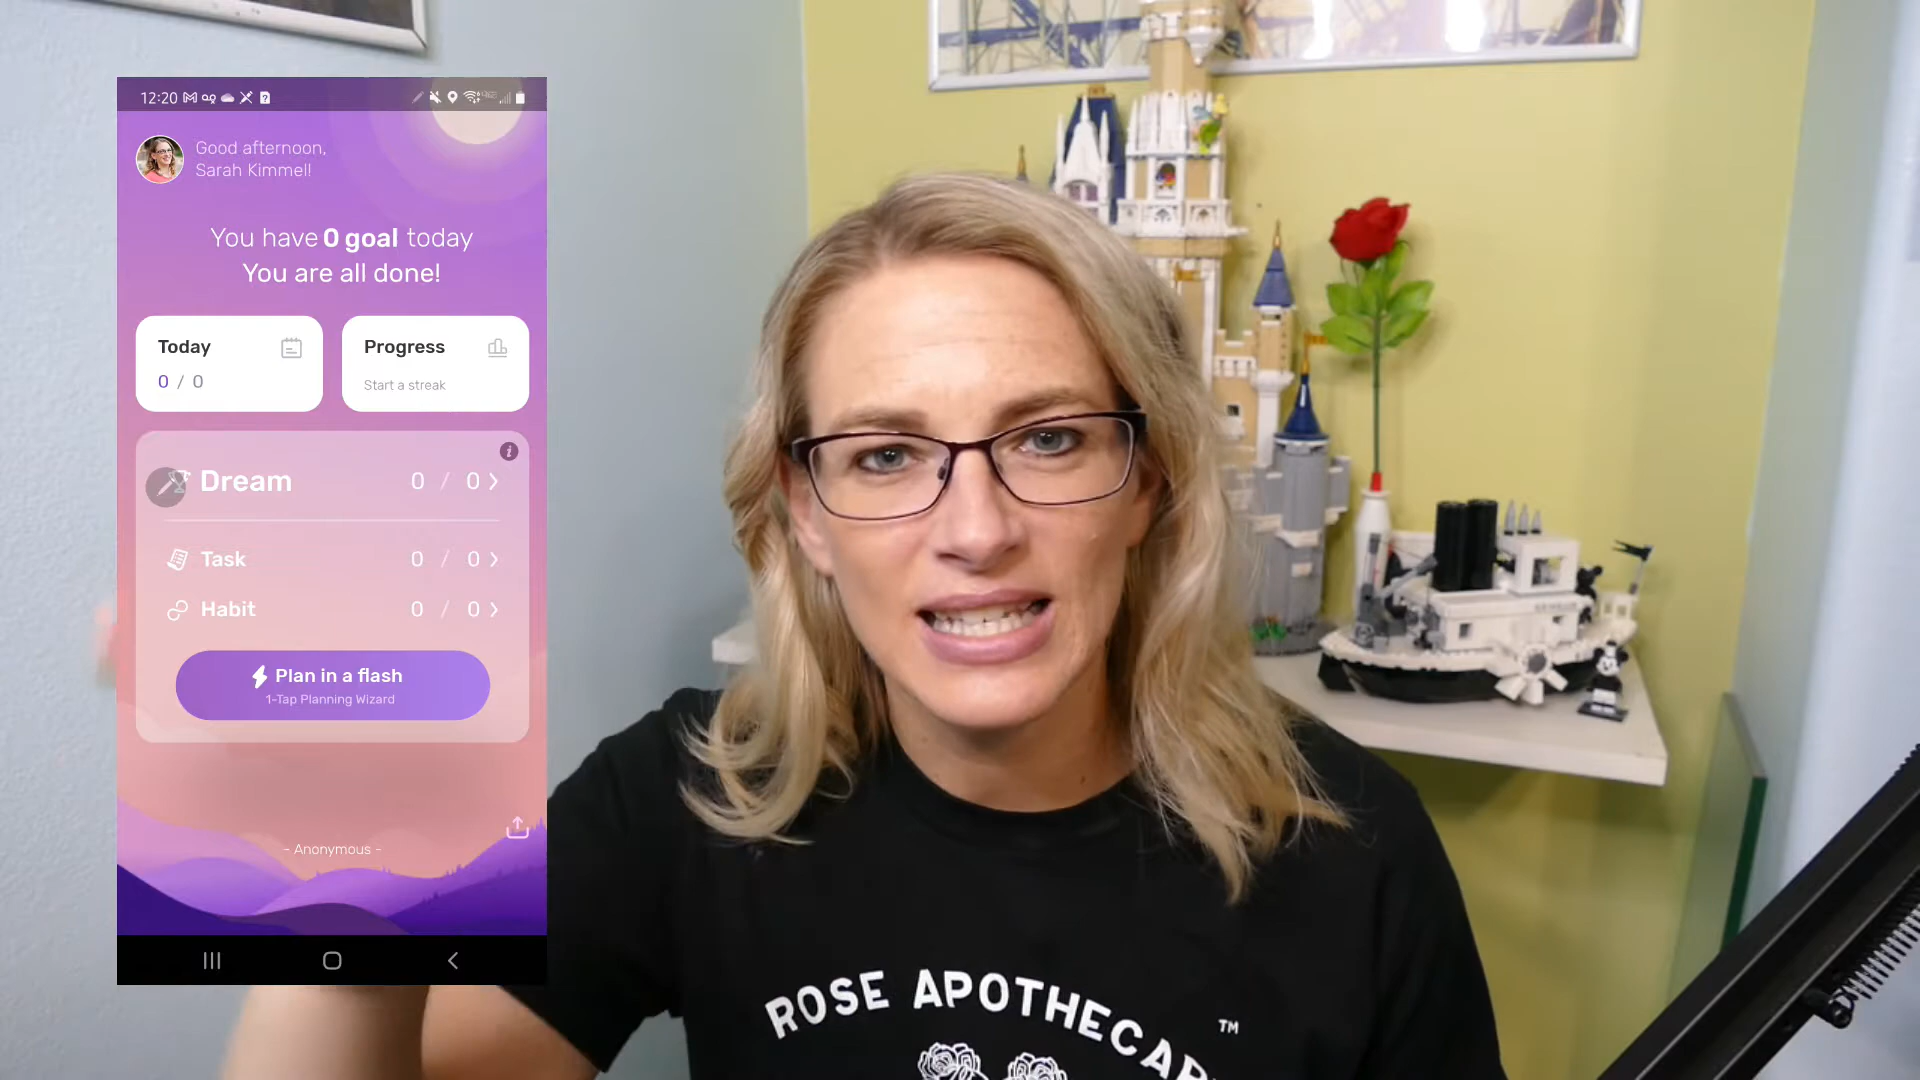 12:20
Good afternoon,
Sarah Kimmel!
You have 0 goal today
You are all done!
Today
0 / 0
Progress
Start a streak
Dream 0 / 0
Task 0 / 0
Habit 0 / 0
Plan in a flash
1-Tap Planning Wizard
- Anonymous -
ROSE APOTHECAR
TM